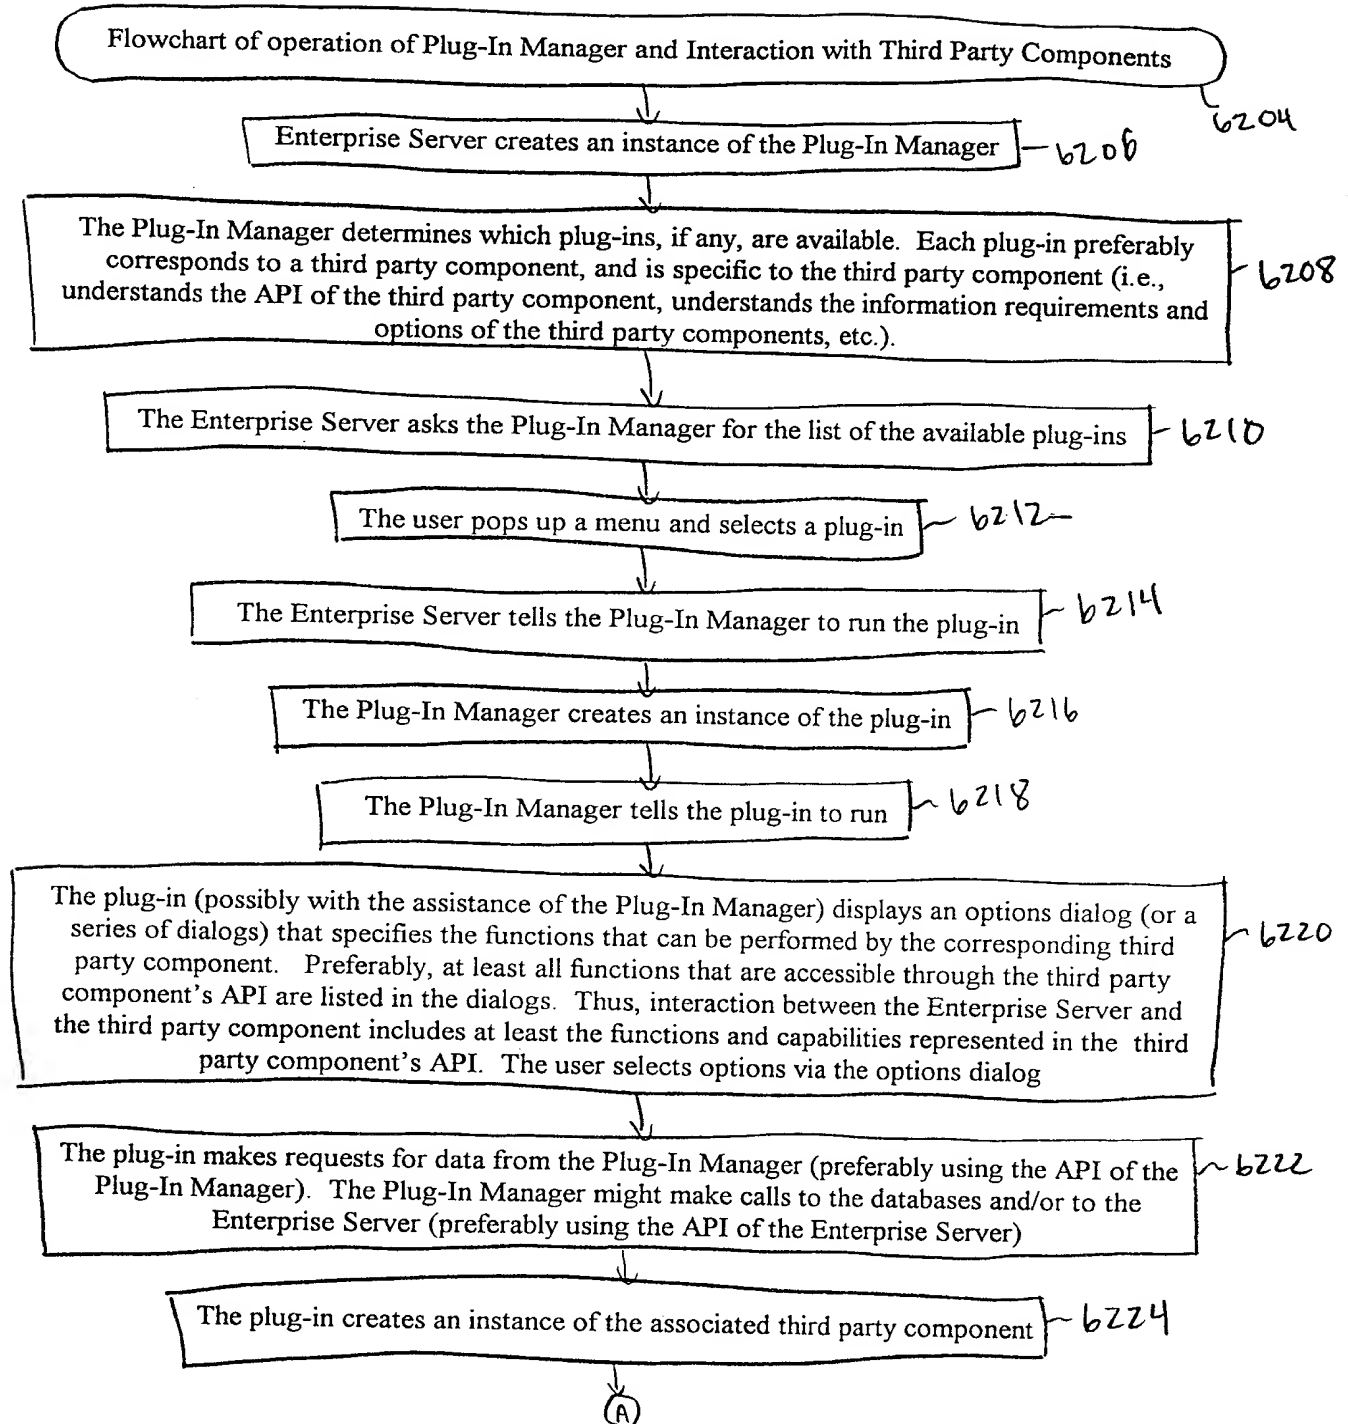 Flowchart of operation of Plug-In Manager and Interaction with Third Party Components
6204
Enterprise Server creates an instance of the Plug-In Manager
6206
The Plug-In Manager determines which plug-ins, if any, are available. Each plug-in preferably
corresponds to a third party component, and is specific to the third party component (i.e.,
understands the API of the third party component, understands the information requirements and
options of the third party components, etc.).
6208
The Enterprise Server asks the Plug-In Manager for the list of the available plug-ins
6210
The user pops up a menu and selects a plug-in
6212
The Enterprise Server tells the Plug-In Manager to run the plug-in
6214
The Plug-In Manager creates an instance of the plug-in
6216
The Plug-In Manager tells the plug-in to run
6218
The plug-in (possibly with the assistance of the Plug-In Manager) displays an options dialog (or a
series of dialogs) that specifies the functions that can be performed by the corresponding third
party component. Preferably, at least all functions that are accessible through the third party
component's API are listed in the dialogs. Thus, interaction between the Enterprise Server and
the third party component includes at least the functions and capabilities represented in the third
party component's API. The user selects options via the options dialog
6220
The plug-in makes requests for data from the Plug-In Manager (preferably using the API of the
Plug-In Manager). The Plug-In Manager might make calls to the databases and/or to the
Enterprise Server (preferably using the API of the Enterprise Server)
6222
The plug-in creates an instance of the associated third party component
6224
A